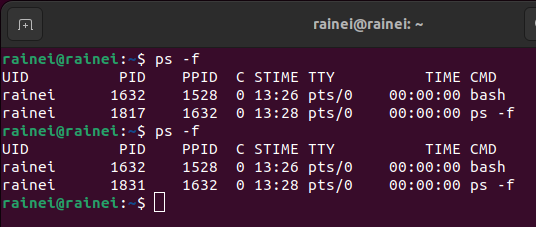 rainei@rainei: ~
rainei@rainei:~$ ps -f
UID          PID    PPID  C STIME TTY          TIME CMD
rainei      1632    1528  0 13:26 pts/0    00:00:00 bash
rainei      1817    1632  0 13:28 pts/0    00:00:00 ps -f
rainei@rainei:~$ ps -f
UID          PID    PPID  C STIME TTY          TIME CMD
rainei      1632    1528  0 13:26 pts/0    00:00:00 bash
rainei      1831    1632  0 13:28 pts/0    00:00:00 ps -f
rainei@rainei:~$